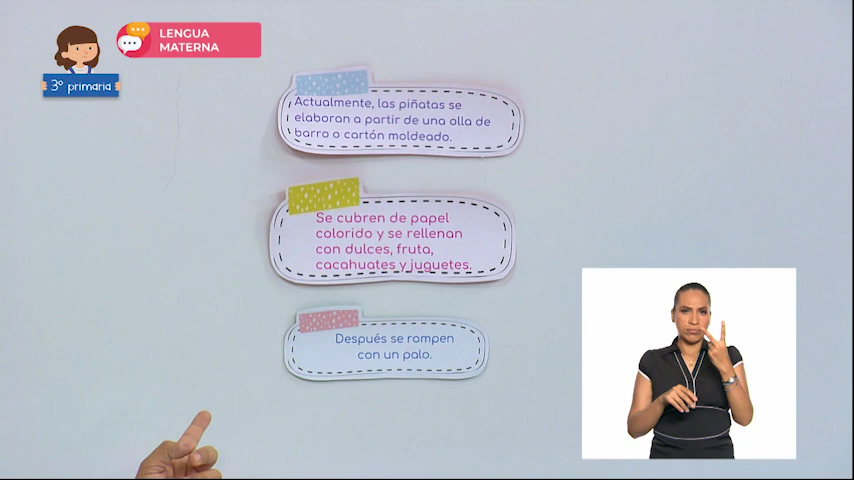 LENGUA
MATERNA
3º primaria
Actualmente, las piñatas se
elaboran a partir de una olla de
barro o cartón moldeado.
Se cubren de papel
colorido y se rellenan
con dulces, fruta,
cacahuates y juguetes.
Después se rompen
con un palo.